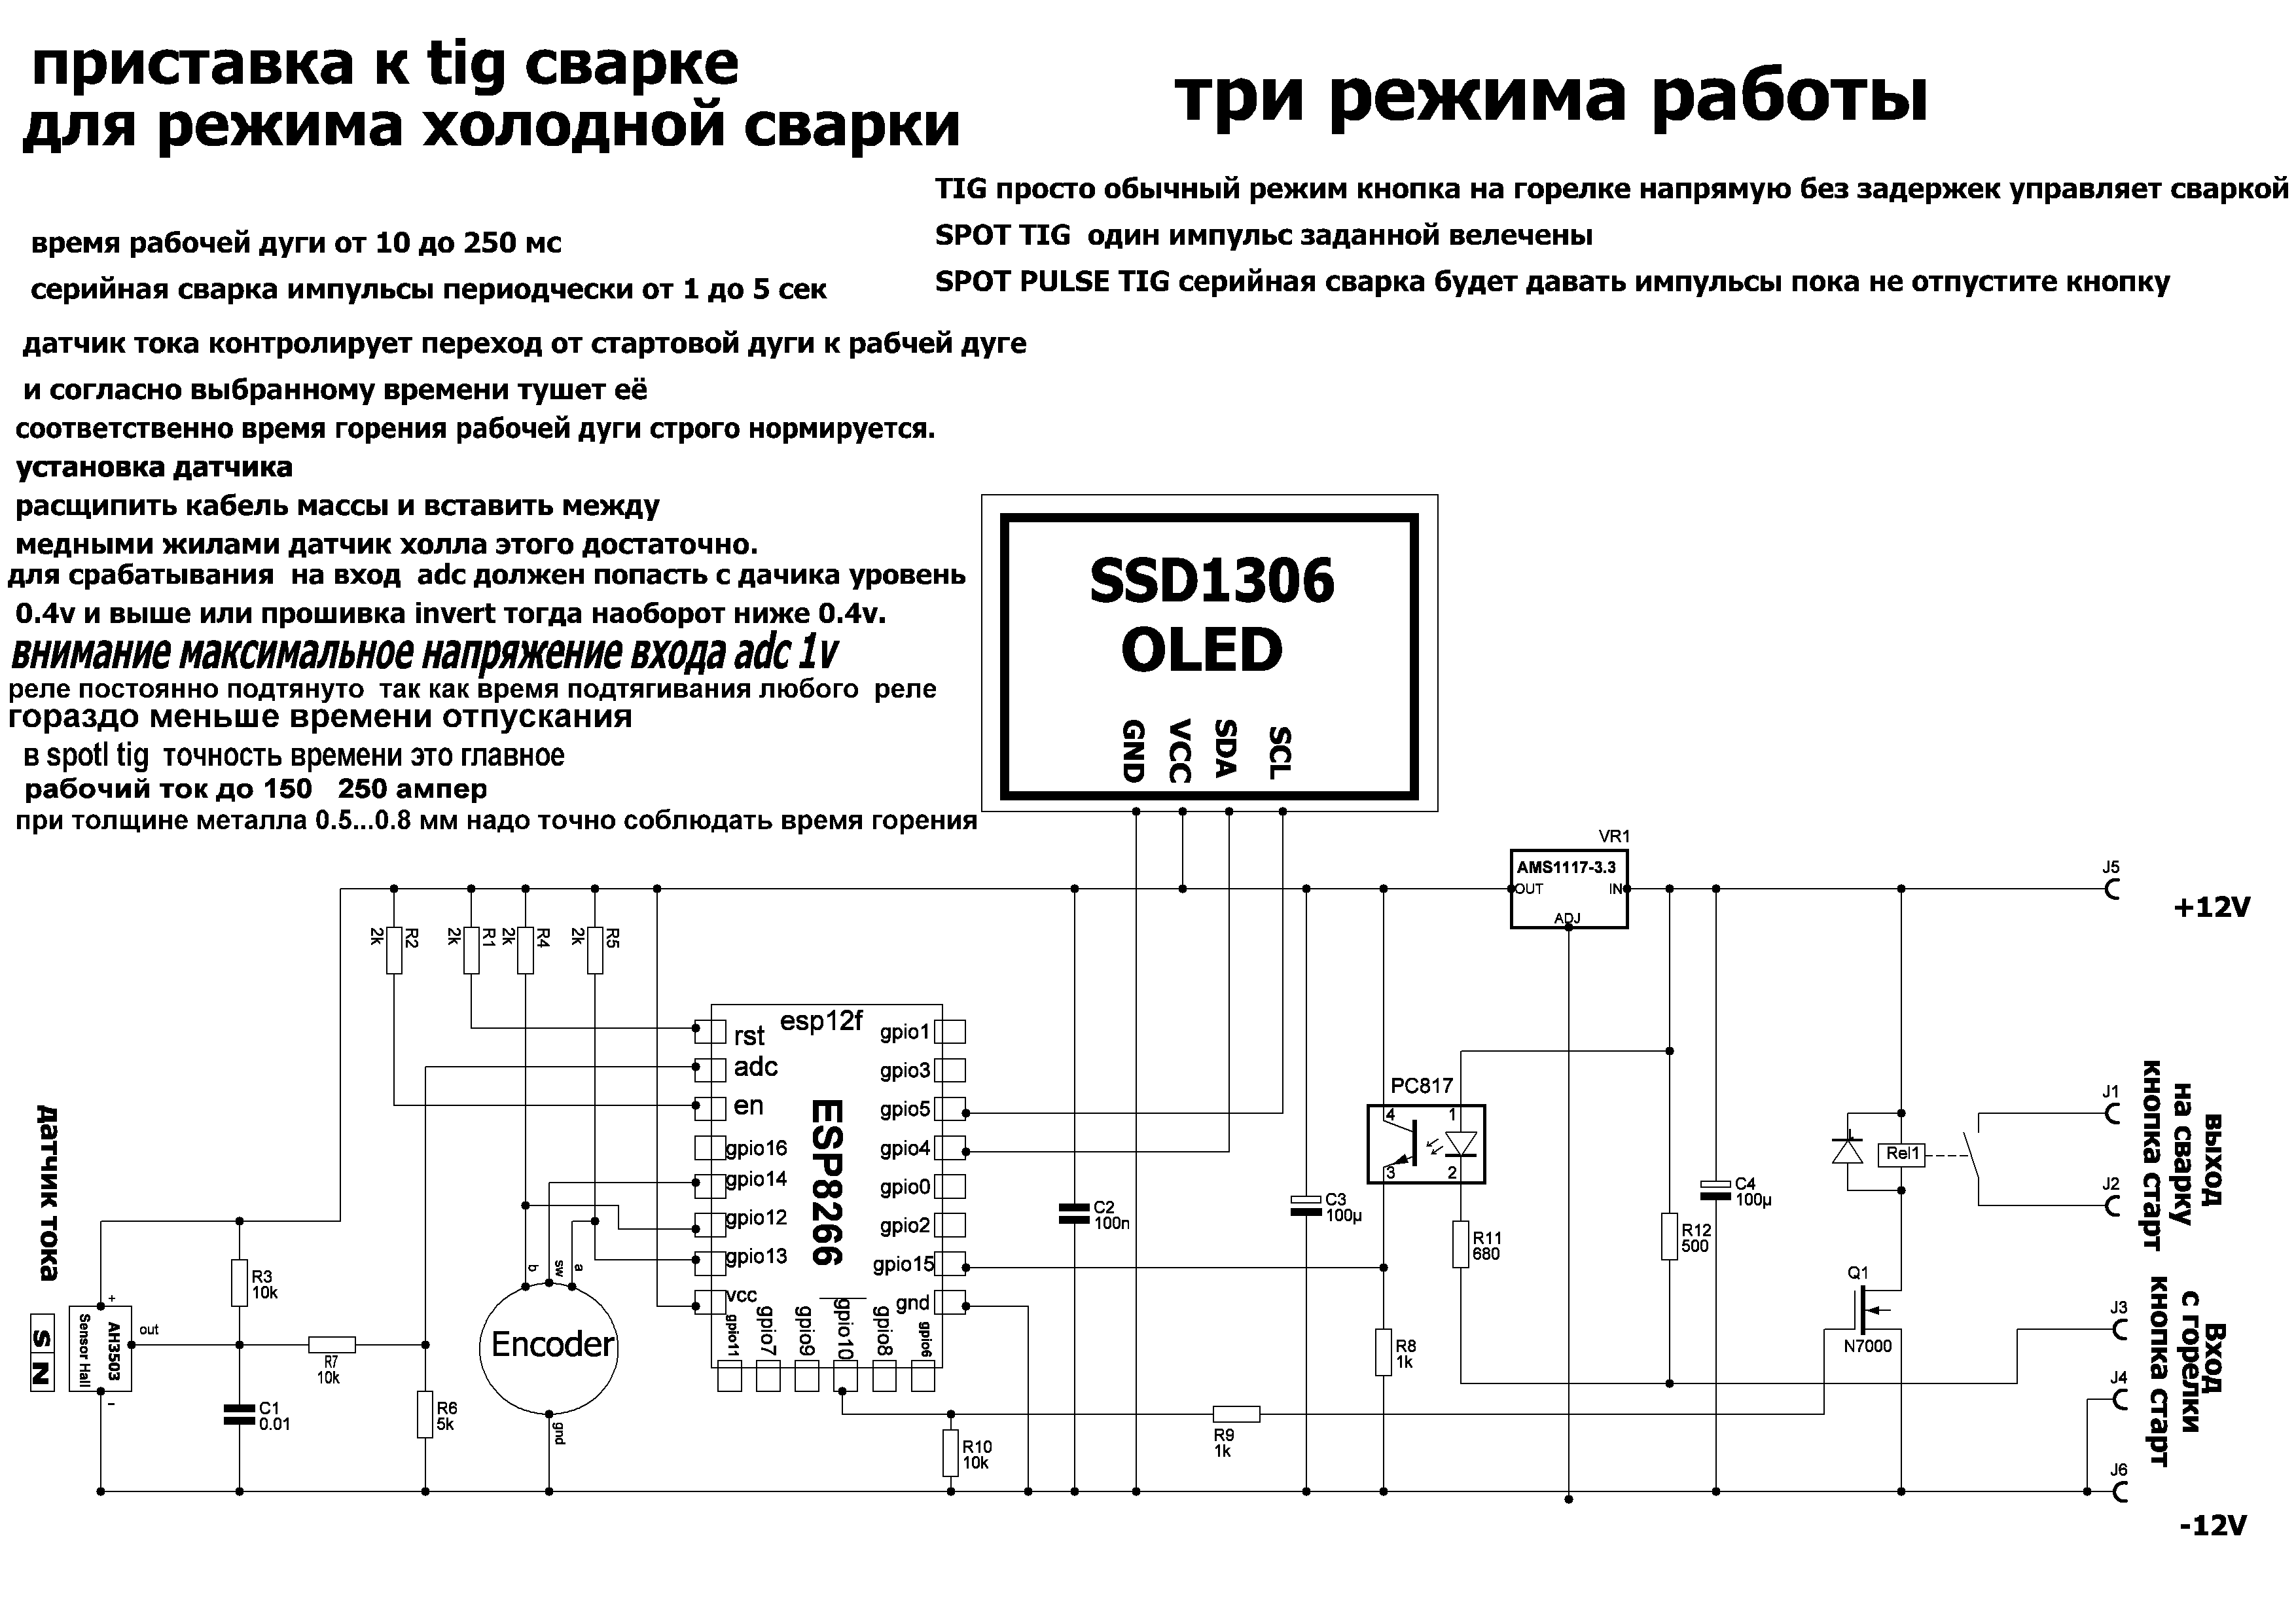 приставка к tig сварке
для режима холодной сварки
три режима работы
TIG просто обычный режим кнопка на горелке напрямую без задержек управляет сваркой
SPOT TIG один импульс заданной велечены
SPOT PULSE TIG серийная сварка будет давать импульсы пока не отпустите кнопку
время рабочей дуги от 10 до 250 мс
серийная сварка импульсы периодчески от 1 до 5 сек
датчик тока контролирует переход от стартовой дуги к рабчей дуге
и согласно выбранному времени тушет её
соответственно время горения рабочей дуги строго нормируется.
установка датчика
расщипить кабель массы и вставить между
медными жилами датчик холла этого достаточно.
для срабатывания на вход adc должен попасть с дачика уровень
0.4v и выше или прошивка invert тогда наоборот ниже 0.4v.
внимание максимальное напряжение входа adc 1v
реле постоянно подтянуто так как время подтягивания любого реле
гораздо меньше времени отпускания
в spotl tig точность времени это главное
рабочий ток до 150 250 ампер
при толщине металла 0.5...0.8 мм надо точно соблюдать время горения
SSD1306
OLED
GND
VCC
SDA
SCL
VR1
AMS1117-3.3
OUT
IN
ADJ
J5
+12V
R2
2k
R1
2k
R4
2k
R5
2k
esp12f
ESP8266
rst
adc
en
gpio16
gpio14
gpio12
gpio13
vcc
gpio1
gpio3
gpio5
gpio4
gpio0
gpio2
gpio15
gnd
gpio11
gpio7
gpio9
gpio10
gpio8
gpio6
датчик тока
S N
+
AH3503
Sensor Hall
-
out
R3
10k
R7
10k
C1
0.01
R6
5k
b
sw
a
Encoder
gnd
R10
10k
R9
1k
C2
100n
C3
100µ
PC817
4
1
3
2
R11
680
R8
1k
R12
500
C4
100µ
Rel1
Q1
N7000
J1
J2
J3
J4
J6
выход
на сварку
кнопка старт
Вход
с горелки
кнопка старт
-12V